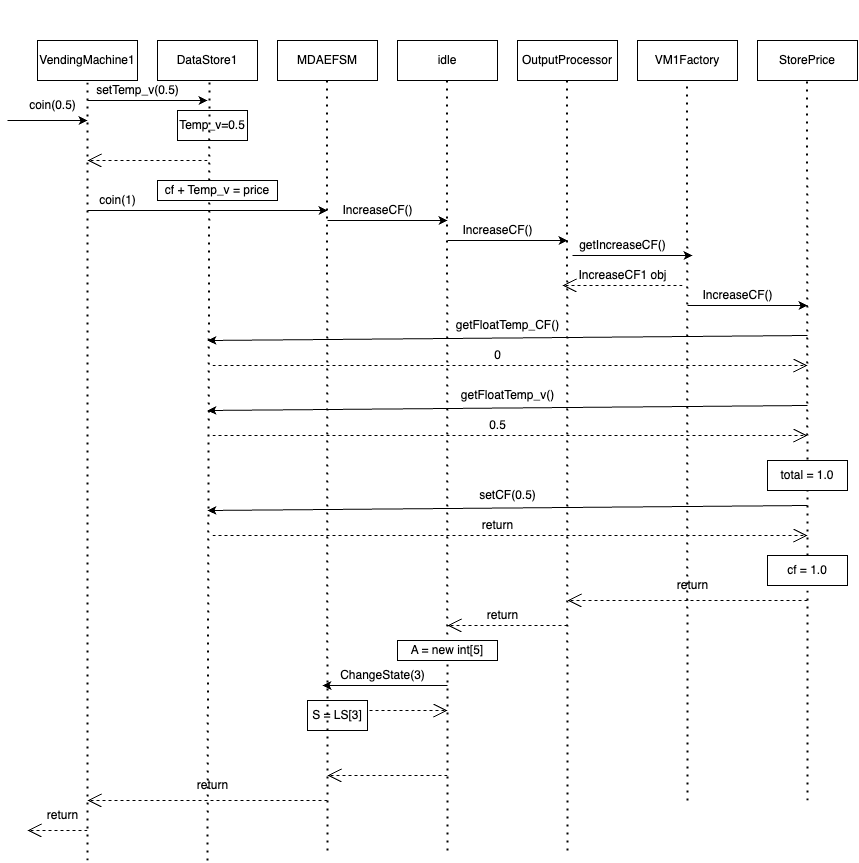 VendingMachine1
DataStore1
MDAEFSM
idle
OutputProcessor
VM1Factory
StorePrice
setTemp_v(0.5)
coin(0.5)
Temp_v=0.5
cf + Temp_v = price
coin(1)
IncreaseCF()
IncreaseCF()
getIncreaseCF()
IncreaseCF1 obj
IncreaseCF()
getFloatTemp_CF()
0
getFloatTemp_v()
0.5
total = 1.0
setCF(0.5)
return
cf = 1.0
return
return
A = new int[5]
ChangeState(3)
S = LS[3]
return
return